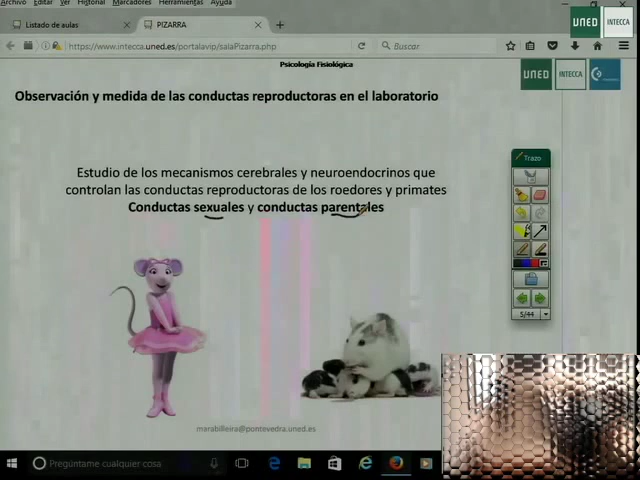 Archivo Editar Ver Historial Marcadores Herramientas Ayuda
Listado de aulas
PIZARRA
https://www.intecca.uned.es/portalavip/salaPizarra.php
Buscar
UNED INTECCA
Psicología Fisiológica
UNED INTECCA
Observación y medida de las conductas reproductoras en el laboratorio
Estudio de los mecanismos cerebrales y neuroendocrinos que
controlan las conductas reproductoras de los roedores y primates
Conductas sexuales y conductas parentales
Trazo
5/44
marabilleira@pontevedra.uned.es
Pregúntame cualquier cosa